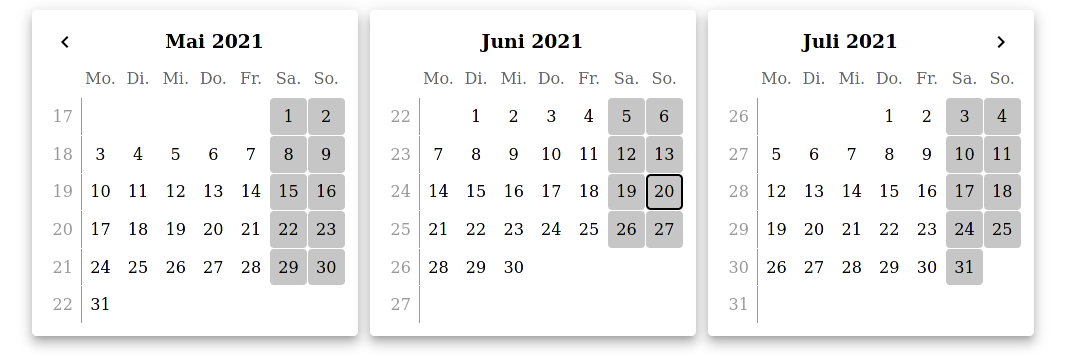 Mai 2021
Mo. Di. Mi. Do. Fr. Sa. So.
17 1 2
18 3 4 5 6 7 8 9
19 10 11 12 13 14 15 16
20 17 18 19 20 21 22 23
21 24 25 26 27 28 29 30
22 31
Juni 2021
Mo. Di. Mi. Do. Fr. Sa. So.
22 1 2 3 4 5 6
23 7 8 9 10 11 12 13
24 14 15 16 17 18 19 20
25 21 22 23 24 25 26 27
26 28 29 30
27
Juli 2021
Mo. Di. Mi. Do. Fr. Sa. So.
26 1 2 3 4
27 5 6 7 8 9 10 11
28 12 13 14 15 16 17 18
29 19 20 21 22 23 24 25
30 26 27 28 29 30 31
31